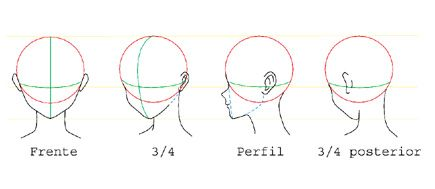 Frente
3/4
Perfil
3/4 posterior